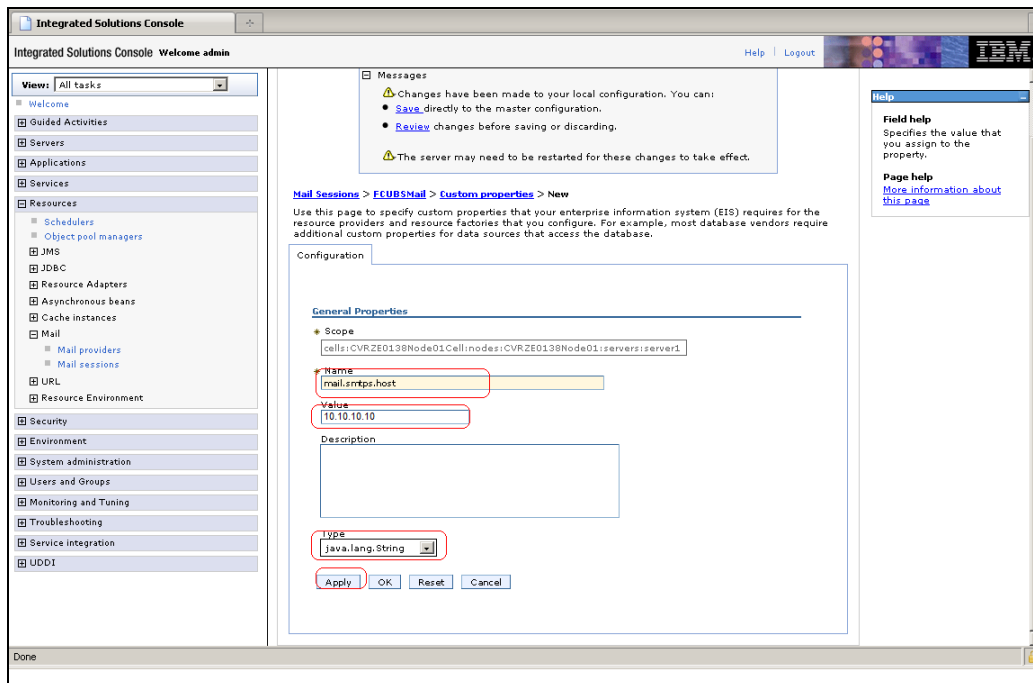 Integrated Solutions Console
Integrated Solutions Console Welcome admin
Help Logout
IBM
View: All tasks
Welcome
Guided Activities
Servers
Applications
Services
Resources
Schedulers
Object pool managers
JMS
JDBC
Resource Adapters
Asynchronous beans
Cache instances
Mail
Mail providers
Mail sessions
URL
Resource Environment
Security
Environment
System administration
Users and Groups
Monitoring and Tuning
Troubleshooting
Service integration
UDDI
Messages
Changes have been made to your local configuration. You can:
Save directly to the master configuration.
Review changes before saving or discarding.
The server may need to be restarted for these changes to take effect.
Mail Sessions > FCUBSMail > Custom properties > New
Use this page to specify custom properties that your enterprise information system (EIS) requires for the
resource providers and resource factories that you configure. For example, most database vendors require
additional custom properties for data sources that access the database.
Configuration
General Properties
Scope
cells:CVRZE0138Node01Cell:nodes:CVRZE0138Node01:servers:server1
Name
mail.smtps.host
Value
10.10.10.10
Description
Type
java.lang.String
Apply OK Reset Cancel
Help
Field help
Specifies the value that
you assign to the
property.
Page help
More information about
this page
Done